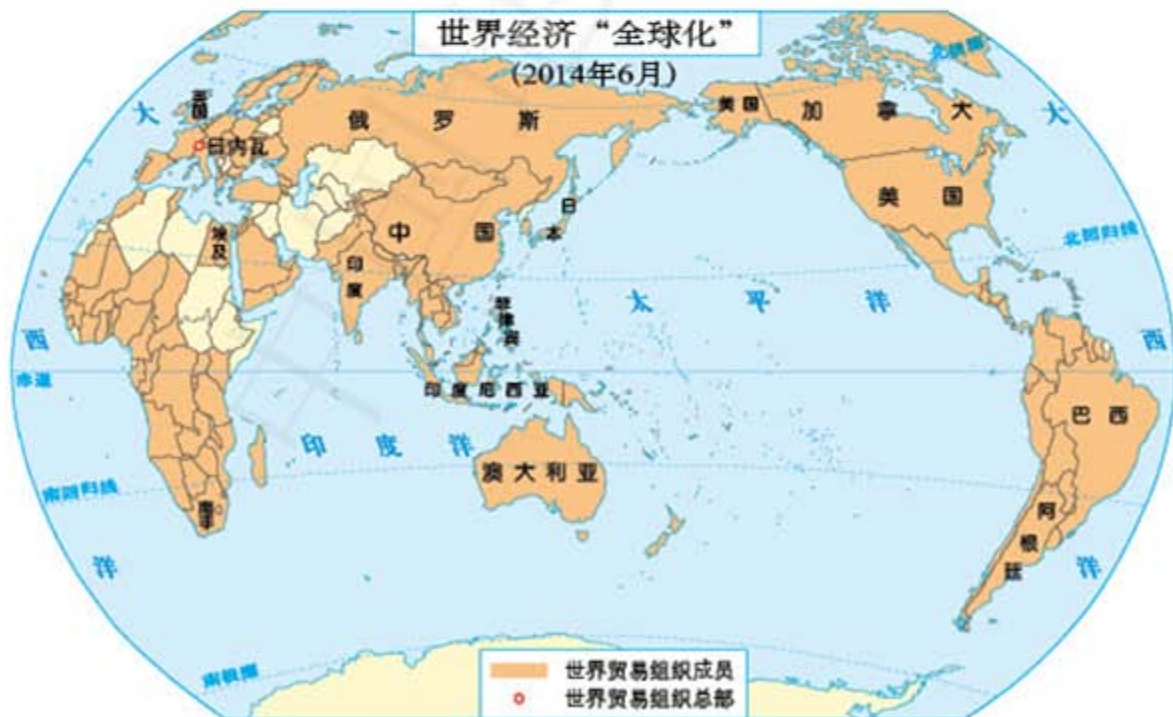 世界经济“全球化”
(2014年6月)
北极圈
大
英国
俄罗斯
美国
加拿大
大
日内瓦
美国
日本
中国
埃及
北回归线
印度
太平洋
菲律宾
西
西
赤道
印度尼西亚
巴西
印度洋
澳大利亚
南回归线
南非
阿根廷
洋
洋
南极圈
世界贸易组织成员
世界贸易组织总部